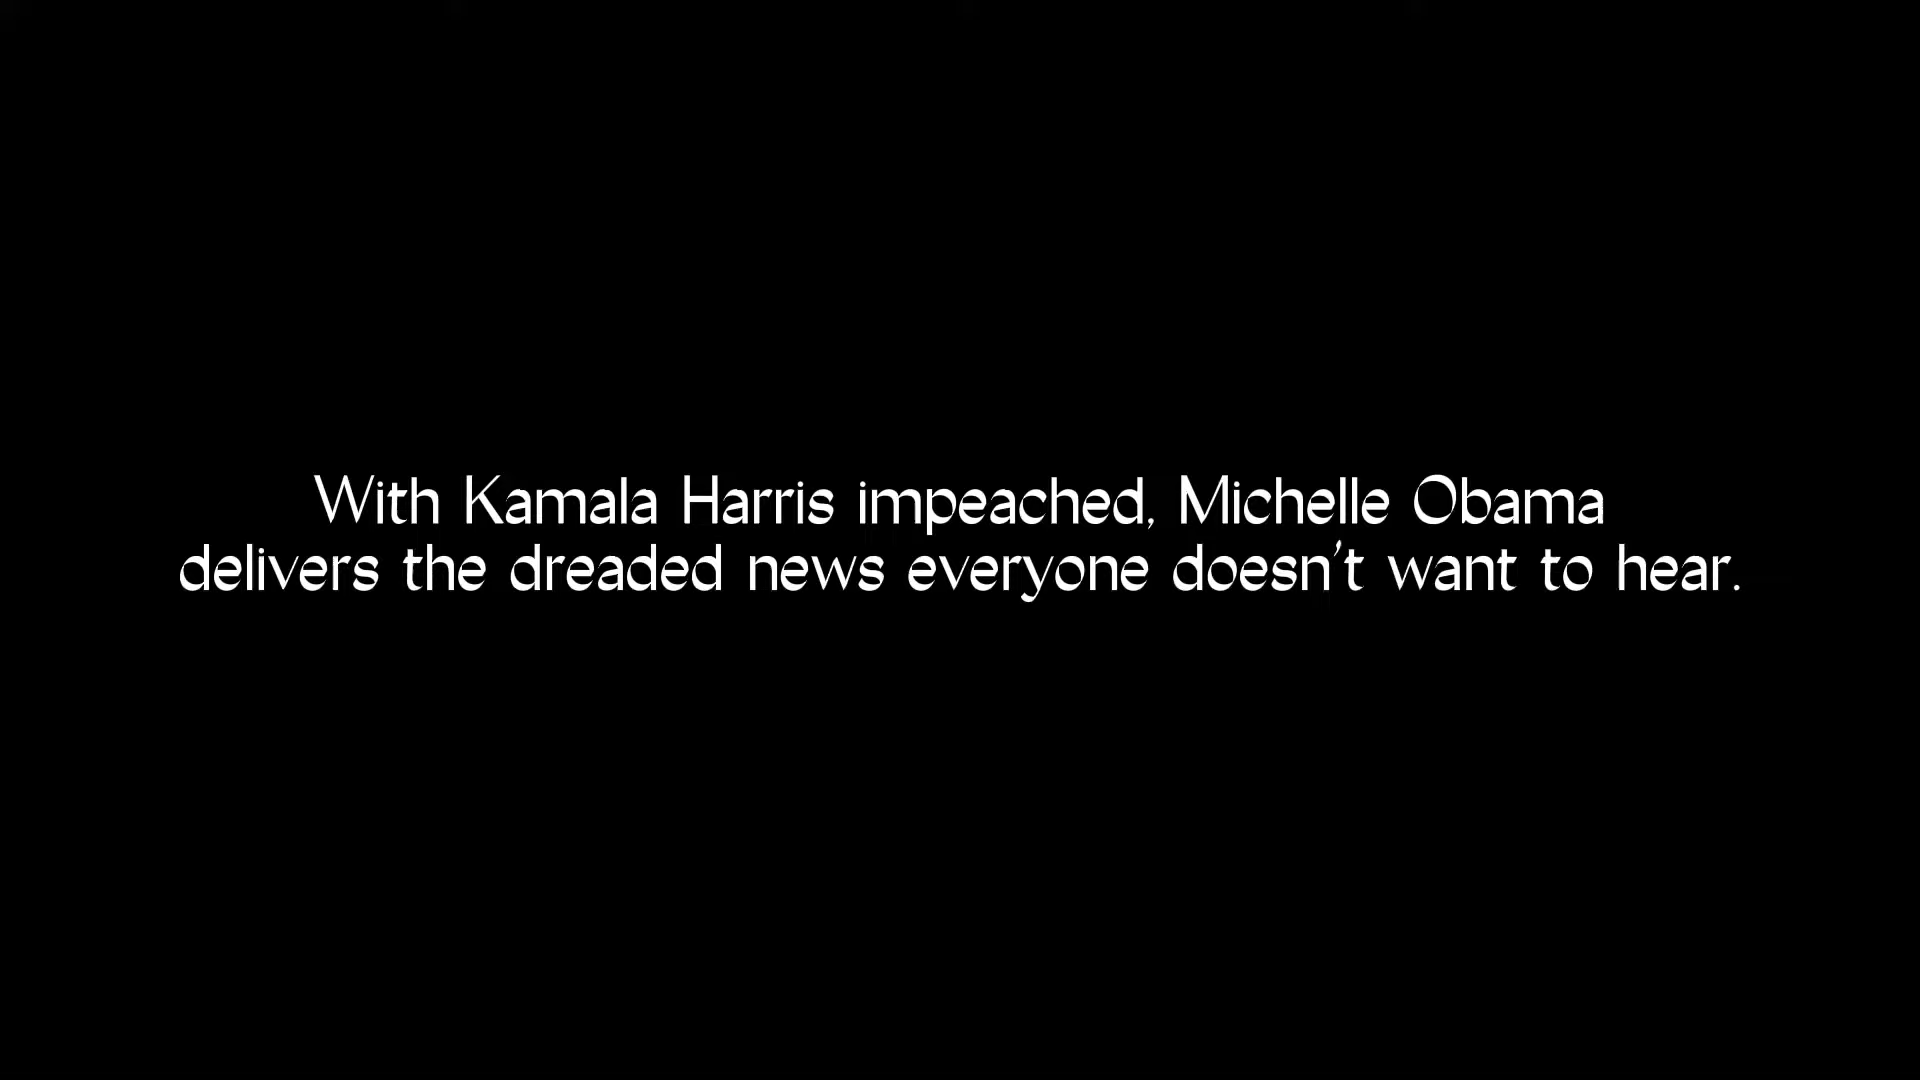 With Kamala Harris impeached, Michelle Obama
delivers the dreaded news everyone doesn't want to hear.